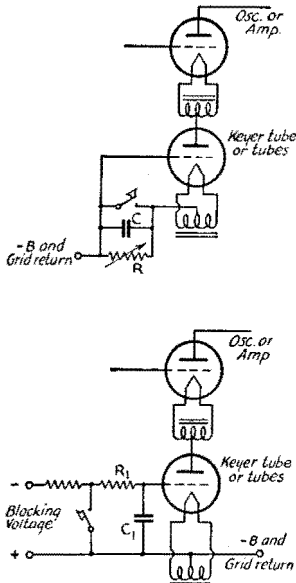 Osc. or
Amp.
Keyer tube
or tubes
C
-B and
Grid return
R
Osc. or
Amp
Keyer tube
or tubes
-
R1
Blocking
Voltage
C1
-B and
Grid return
+